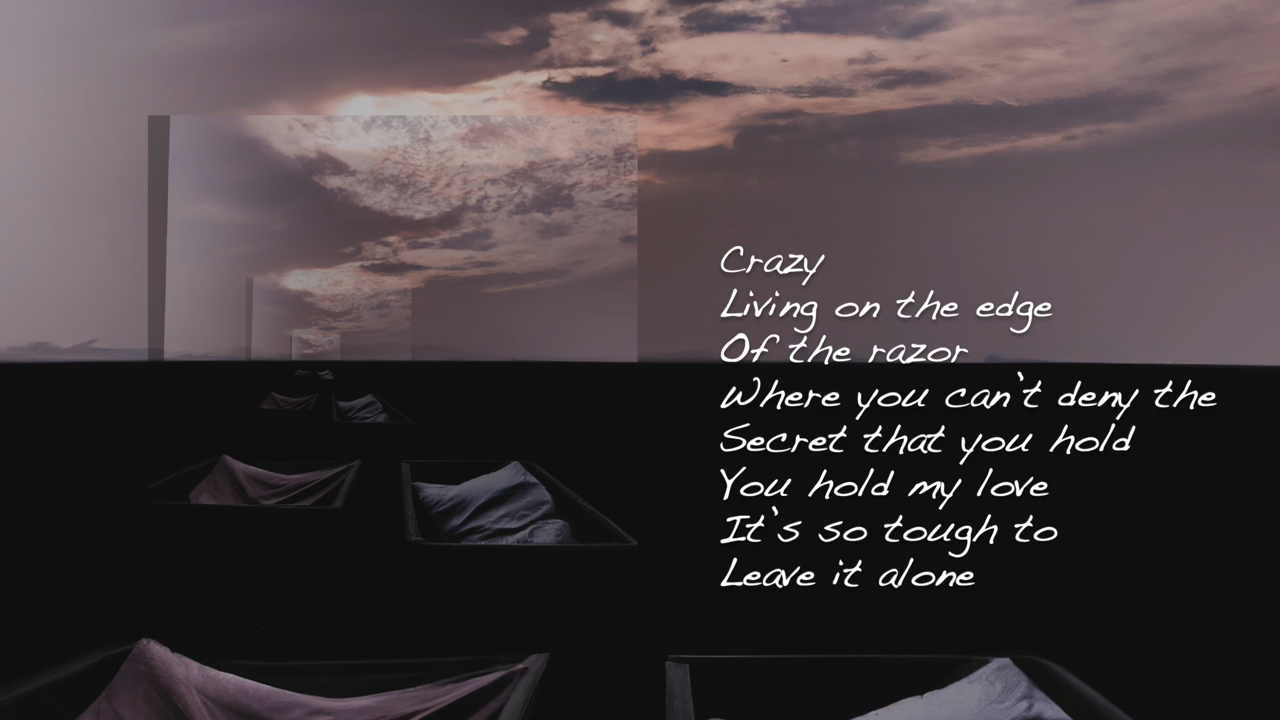 Crazy
Living on the edge
Of the razor
Where you can't deny the
Secret that you hold
You hold my love
It's so tough to
Leave it alone